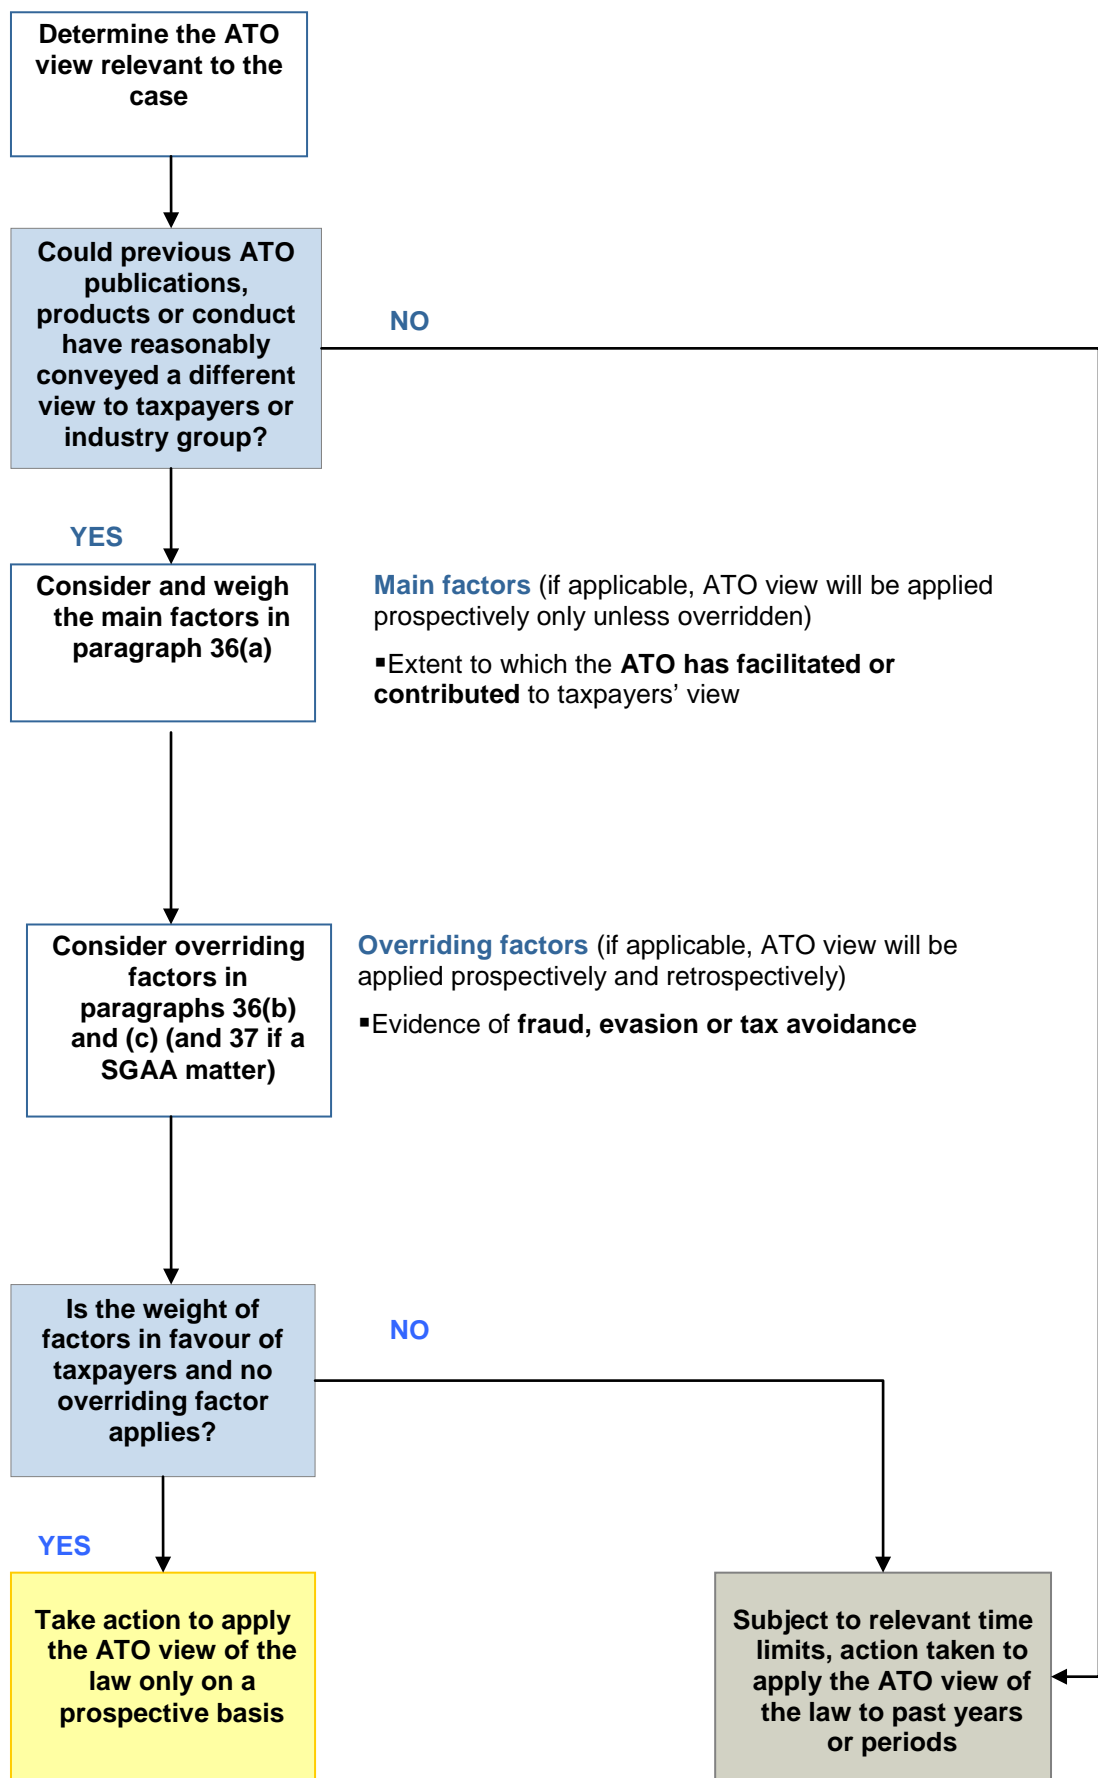 Determine the ATO
view relevant to the
case
Could previous ATO
publications,
products or conduct
have reasonably
conveyed a different
view to taxpayers or
industry group?
NO
YES
Consider and weigh
the main factors in
paragraph 36(a)
Main factors (if applicable, ATO view will be applied
prospectively only unless overridden)
▪Extent to which the ATO has facilitated or
contributed to taxpayers’ view
Consider overriding
factors in
paragraphs 36(b)
and (c) (and 37 if a
SGAA matter)
Overriding factors (if applicable, ATO view will be
applied prospectively and retrospectively)
▪Evidence of fraud, evasion or tax avoidance
Is the weight of
factors in favour of
taxpayers and no
overriding factor
applies?
NO
YES
Take action to apply
the ATO view of the
law only on a
prospective basis
Subject to relevant time
limits, action taken to
apply the ATO view of
the law to past years
or periods